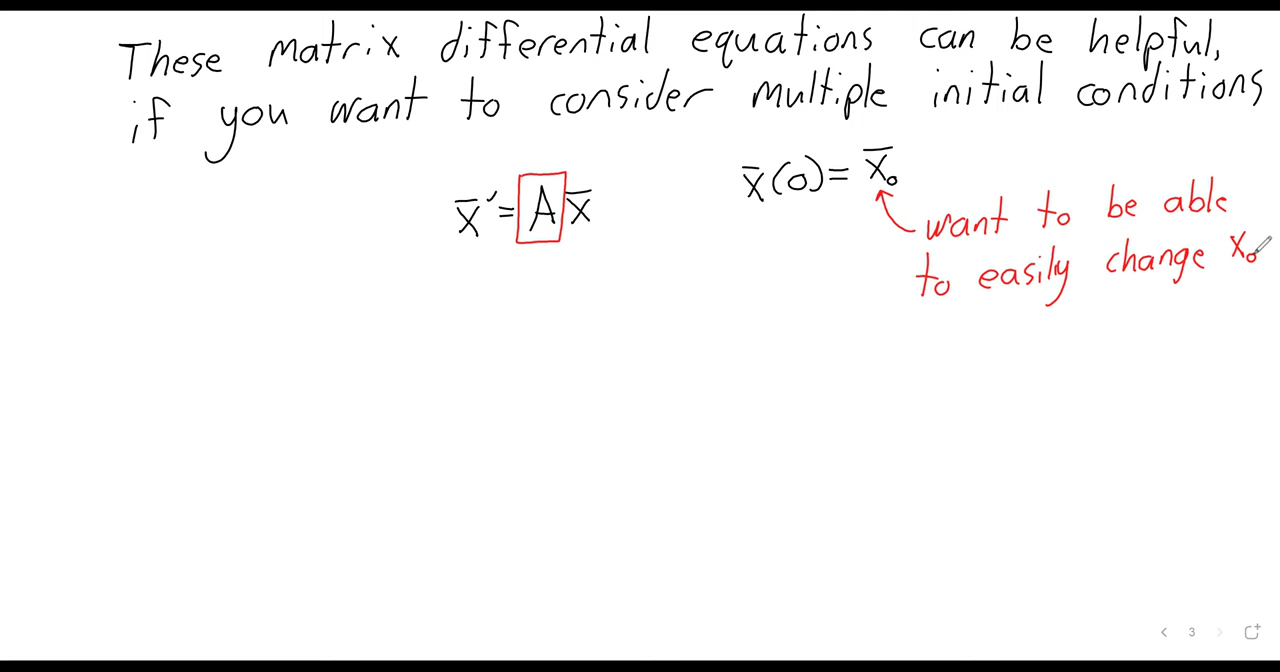 These matrix differential equations can be helpful,
if you want to consider multiple initial conditions
x̄' = A x̄
x̄(0) = x̄₀
want to be able
to easily change x₀
< 3 >